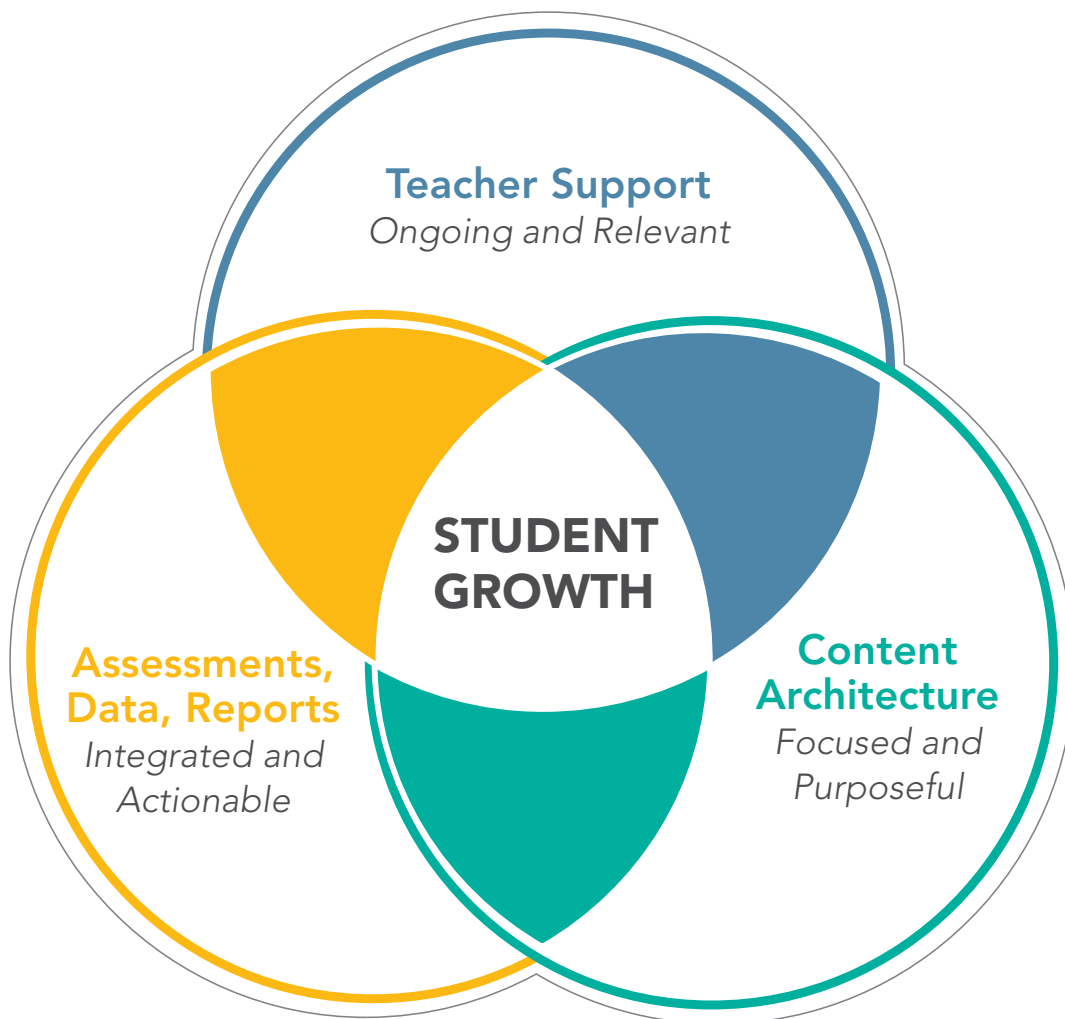 Teacher Support
Ongoing and Relevant
STUDENT
GROWTH
Assessments,
Data, Reports
Integrated and
Actionable
Content
Architecture
Focused and
Purposeful